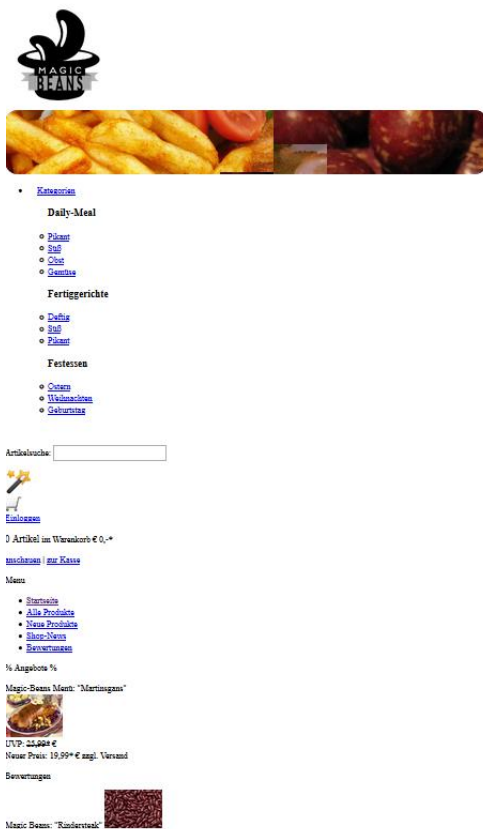 MAGIC
BEANS
Kategorien
Daily-Meal
Pikant
Süß
Obst
Gemüse
Fertiggerichte
Deftig
Süß
Pikant
Festessen
Ostern
Weihnachten
Geburtstag
Artikelsuche:
Einloggen
0 Artikel im Warenkorb € 0,-*
anschauen | zur Kasse
Menu
Startseite
Alle Produkte
Neue Produkte
Shop-News
Bewertungen
% Angebote %
Magic-Beans Menü: "Martinsgans"
UVP: 25,99* €
Neuer Preis: 19,99* € zzgl. Versand
Bewertungen
Magic Beans: "Rindersteak"